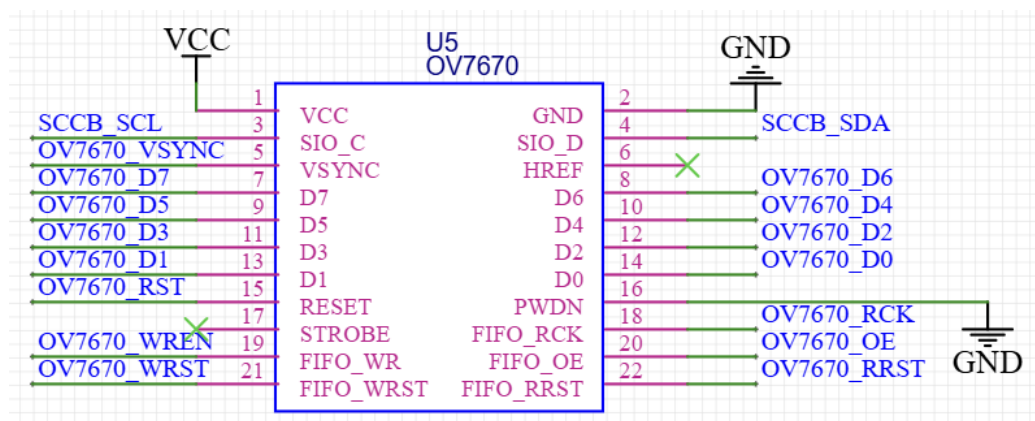 VCC
U5
OV7670
GND
1
2
VCC
GND
SCCB_SCL
3
4
SCCB_SDA
SIO_C
SIO_D
OV7670_VSYNC
5
6
VSYNC
HREF
OV7670_D7
7
8
OV7670_D6
D7
D6
OV7670_D5
9
10
OV7670_D4
D5
D4
OV7670_D3
11
12
OV7670_D2
D3
D2
OV7670_D1
13
14
OV7670_D0
D1
D0
OV7670_RST
15
16
RESET
PWDN
17
18
OV7670_RCK
STROBE
FIFO_RCK
OV7670_WREN
19
20
OV7670_OE
GND
FIFO_WR
FIFO_OE
OV7670_WRST
21
22
OV7670_RRST
FIFO_WRST
FIFO_RRST